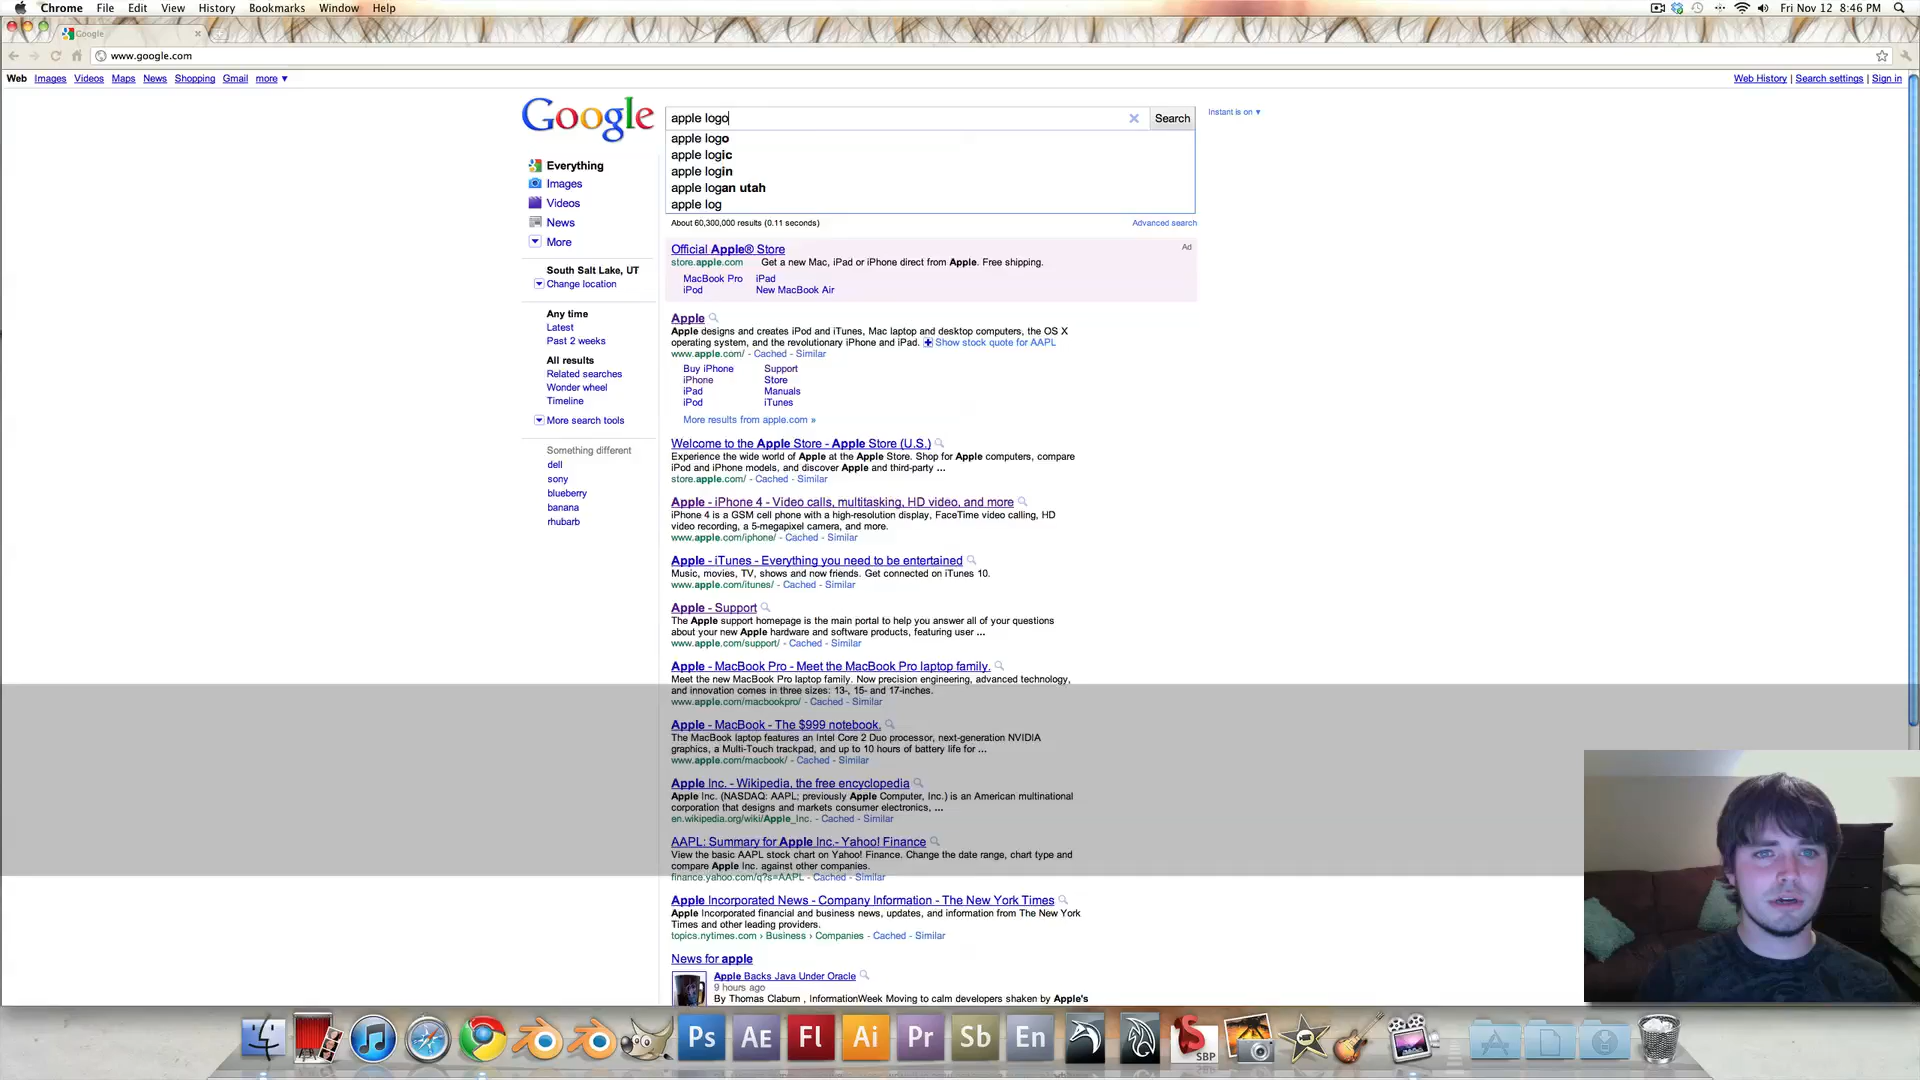 Chrome File Edit View History Bookmarks Window Help
Fri Nov 12 8:46 PM
Google
www.google.com
Web Images Videos Maps News Shopping Gmail more ▼
Web History | Search settings | Sign in
Google
apple logo
Search
Instant is on ▼
apple logo
apple logic
apple login
apple logan utah
apple log
About 60,300,000 results (0.11 seconds)
Advanced search
Everything
Images
Videos
News
More
South Salt Lake, UT
Change location
Any time
Latest
Past 2 weeks
All results
Related searches
Wonder wheel
Timeline
More search tools
Something different
dell
sony
blueberry
banana
rhubarb
Official Apple® Store
Ad
store.apple.com Get a new Mac, iPad or iPhone direct from Apple. Free shipping.
MacBook Pro iPad
iPod New MacBook Air
Apple
Apple designs and creates iPod and iTunes, Mac laptop and desktop computers, the OS X
operating system, and the revolutionary iPhone and iPad. Show stock quote for AAPL
www.apple.com/ - Cached - Similar
Buy iPhone Support
iPhone Store
iPad Manuals
iPod iTunes
More results from apple.com »
Welcome to the Apple Store - Apple Store (U.S.)
Experience the wide world of Apple at the Apple Store. Shop for Apple computers, compare
iPod and iPhone models, and discover Apple and third-party ...
store.apple.com/ - Cached - Similar
Apple - iPhone 4 - Video calls, multitasking, HD video, and more
iPhone 4 is a GSM cell phone with a high-resolution display, FaceTime video calling, HD
video recording, a 5-megapixel camera, and more.
www.apple.com/iphone/ - Cached - Similar
Apple - iTunes - Everything you need to be entertained
Music, movies, TV, shows and now friends. Get connected on iTunes 10.
www.apple.com/itunes/ - Cached - Similar
Apple - Support
The Apple support homepage is the main portal to help you answer all of your questions
about your new Apple hardware and software products, featuring user ...
www.apple.com/support/ - Cached - Similar
Apple - MacBook Pro - Meet the MacBook Pro laptop family.
Meet the new MacBook Pro laptop family. Now precision engineering, advanced technology,
and innovation comes in three sizes: 13-, 15- and 17-inches.
www.apple.com/macbookpro/ - Cached - Similar
Apple - MacBook - The $999 notebook.
The MacBook laptop features an Intel Core 2 Duo processor, next-generation NVIDIA
graphics, a Multi-Touch trackpad, and up to 10 hours of battery life for ...
www.apple.com/macbook/ - Cached - Similar
Apple Inc. - Wikipedia, the free encyclopedia
Apple Inc. (NASDAQ: AAPL; previously Apple Computer, Inc.) is an American multinational
corporation that designs and markets consumer electronics, ...
en.wikipedia.org/wiki/Apple_Inc. - Cached - Similar
AAPL: Summary for Apple Inc.- Yahoo! Finance
View the basic AAPL stock chart on Yahoo! Finance. Change the date range, chart type and
compare Apple Inc. against other companies.
finance.yahoo.com/q?s=AAPL - Cached - Similar
Apple Incorporated News - Company Information - The New York Times
Apple Incorporated financial and business news, updates, and information from The New York
Times and other leading providers.
topics.nytimes.com › Business › Companies - Cached - Similar
News for apple
Apple Backs Java Under Oracle
9 hours ago
By Thomas Claburn , InformationWeek Moving to calm developers shaken by Apple's
Ps AE Fl Ai Pr Sb En
SBP